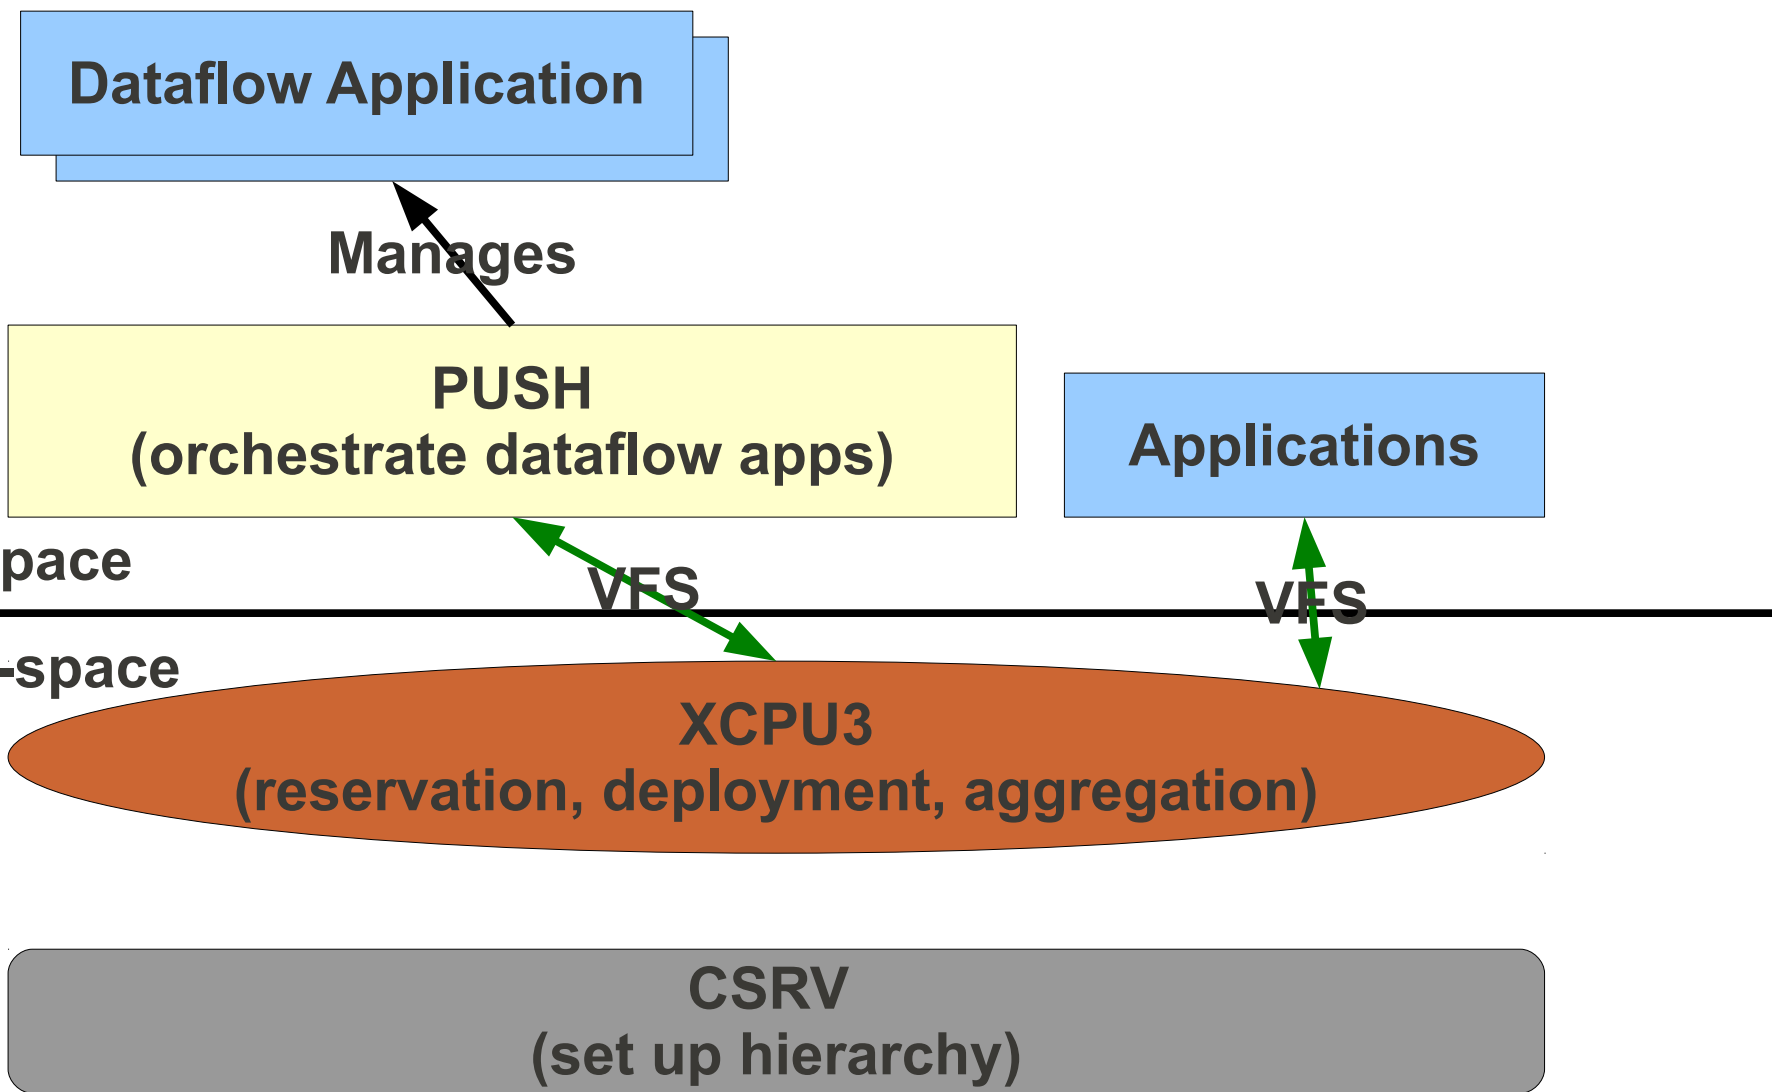 Dataflow Application
Manages
PUSH
(orchestrate dataflow apps)
Applications
pace
VFS
VFS
-space
XCPU3
(reservation, deployment, aggregation)
CSRV
(set up hierarchy)